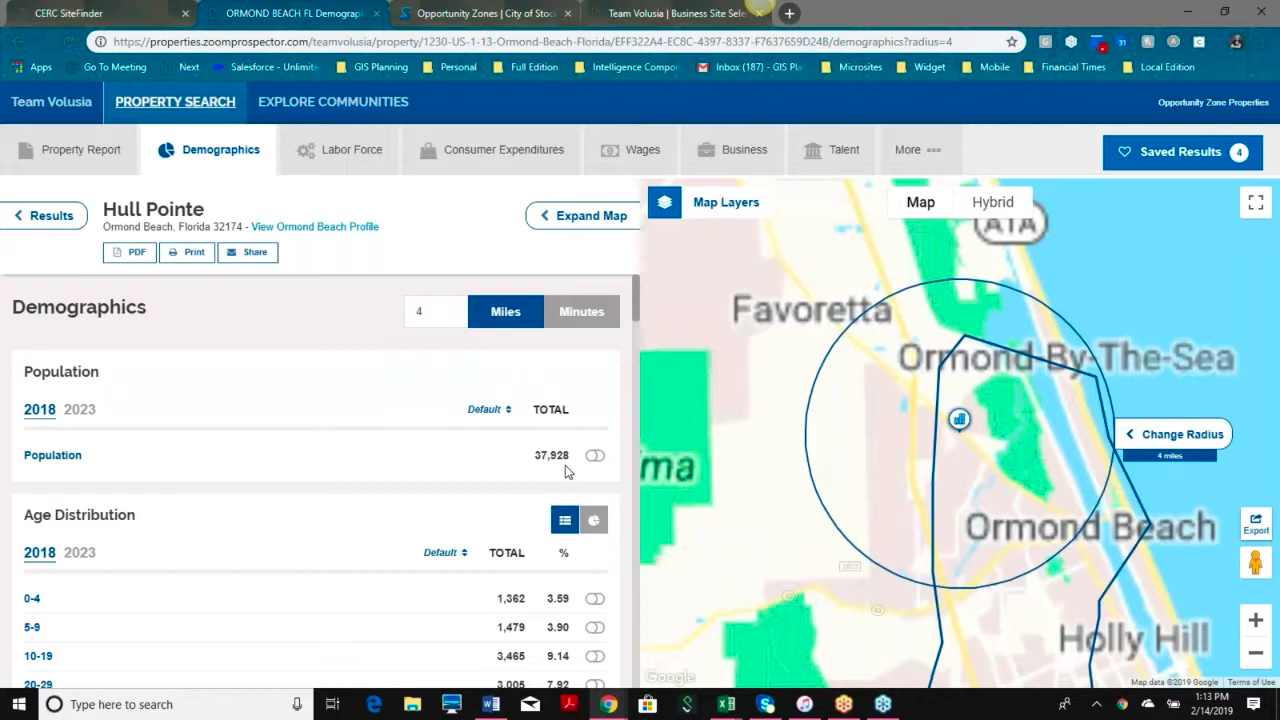 CERC SiteFinder
ORMOND BEACH FL Demograph
Opportunity Zones | City of Stock
Team Volusia | Business Site Sele
https://properties.zoomprospector.com/teamvolusia/property/1230-US-1-13-Ormond-Beach-Florida/EFF322A4-EC8C-4397-8337-F7637659D24B/demographics?radius=4
Apps Go To Meeting Next Salesforce - Unlimite GIS Planning Personal Full Edition Intelligence Compo Inbox (187) - GIS Pla Microsites Widget Mobile Financial Times Local Edition
Team Volusia PROPERTY SEARCH EXPLORE COMMUNITIES Opportunity Zone Properties
Property Report Demographics Labor Force Consumer Expenditures Wages Business Talent More Saved Results 4
Results
Hull Pointe
Ormond Beach, Florida 32174 - View Ormond Beach Profile
PDF Print Share
Expand Map
Demographics
4 Miles Minutes
Population
2018 2023 Default TOTAL
Population 37,928
Age Distribution
2018 2023 Default TOTAL %
0-4 1,362 3.59
5-9 1,479 3.90
10-19 3,465 9.14
20-29 3,005 7.92
Map Layers
Map Hybrid
A1A
Favoretta
Ormond By-The-Sea
Change Radius
4 miles
ma
Ormond Beach
Export
Holly Hill
Google
Map data ©2019 Google Terms of Use
Type here to search
1:13 PM
2/14/2019